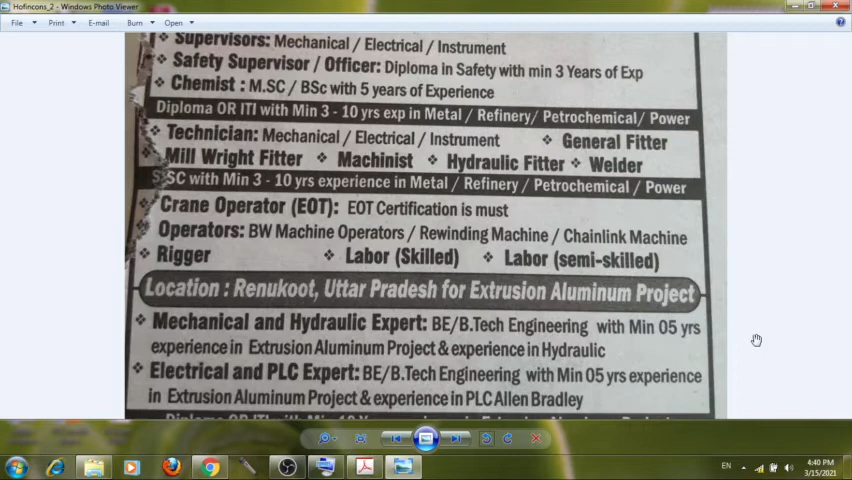 Hofincons_2 - Windows Photo Viewer
File Print E-mail Burn Open
Supervisors: Mechanical / Electrical / Instrument
Safety Supervisor / Officer: Diploma in Safety with min 3 Years of Exp
Chemist: M.SC / BSc with 5 years of Experience
Diploma OR ITI with Min 3 - 10 yrs exp in Metal / Refinery/ Petrochemical/ Power
Technician: Mechanical / Electrical / Instrument ❖ General Fitter
Mill Wright Fitter ❖ Machinist ❖ Hydraulic Fitter ❖ Welder
SSC with Min 3 - 10 yrs experience in Metal / Refinery / Petrochemical / Power
Crane Operator (EOT): EOT Certification is must
Operators: BW Machine Operators / Rewinding Machine / Chainlink Machine
Rigger ❖ Labor (Skilled) ❖ Labor (semi-skilled)
Location : Renukoot, Uttar Pradesh for Extrusion Aluminum Project
❖ Mechanical and Hydraulic Expert: BE/B.Tech Engineering with Min 05 yrs
experience in Extrusion Aluminum Project & experience in Hydraulic
❖ Electrical and PLC Expert: BE/B.Tech Engineering with Min 05 yrs experience
in Extrusion Aluminum Project & experience in PLC Allen Bradley
EN
4:40 PM
3/15/2021